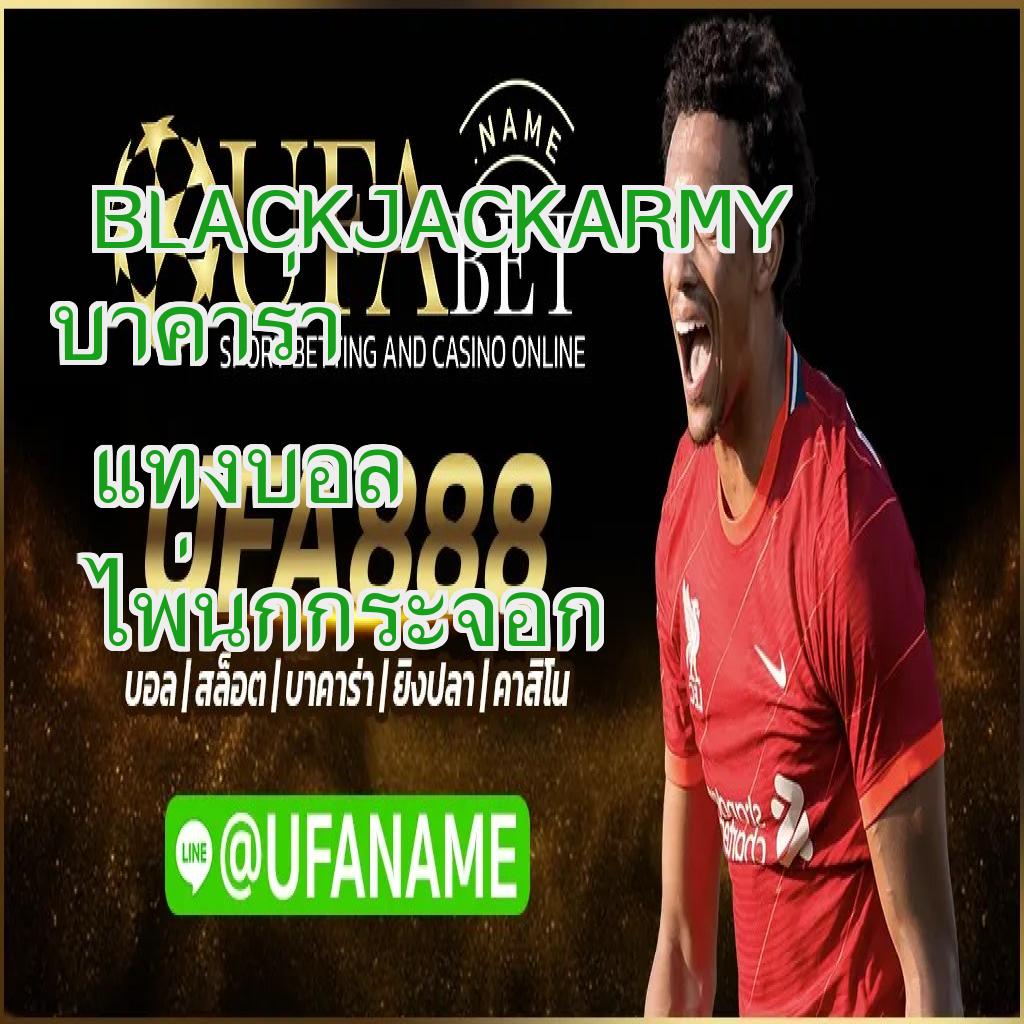 .NAME
UFA BET
BLACKJACKARMY
บาคาร่า
SPORT BETTING AND CASINO ONLINE
แทงบอล
UFA888
ไพ่นกกระจอก
บอล|สล็อต|บาคาร่า|ยิงปลา|คาสิโน
LINE @UFANAME